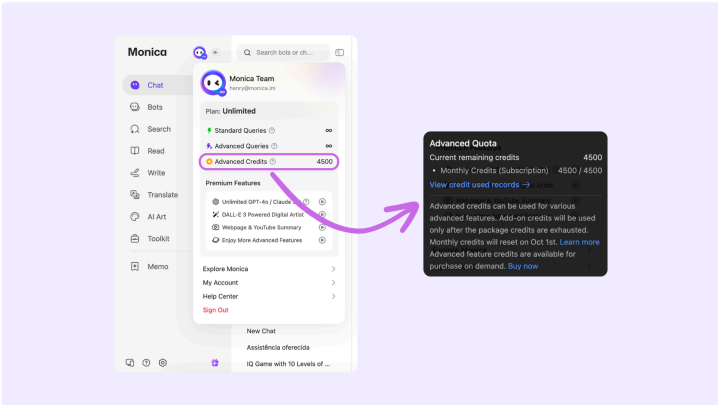 Monica
Search bots or ch...
Monica Team
henry@monica.im
Plan: Unlimited
Standard Queries ∞
Advanced Queries ∞
Advanced Credits 4500
Premium Features
Unlimited GPT-4o / Claude
DALL-E 3 Powered Digital Artist
Webpage & YouTube Summary
Enjoy More Advanced Features
Explore Monica
My Account
Help Center
Sign Out
Chat
Bots
Search
Read
Write
Translate
AI Art
Toolkit
Memo
New Chat
Assistência oferecida
IQ Game with 10 Levels of ...
Advanced Quota
Current remaining credits 4500
• Monthly Credits (Subscription) 4500 / 4500
View credit used records →
Advanced credits can be used for various
advanced features. Add-on credits will be used
only after the package credits are exhausted.
Monthly credits will reset on Oct 1st. Learn more
Advanced feature credits are available for
purchase on demand. Buy now